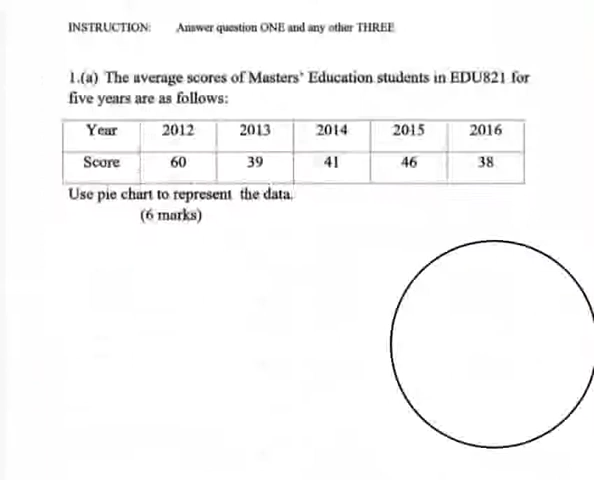 INSTRUCTION: Answer question ONE and any other THREE
1.(a) The average scores of Masters' Education students in EDU821 for
five years are as follows:
Year 2012 2013 2014 2015 2016
Score 60 39 41 46 38
Use pie chart to represent the data.
(6 marks)